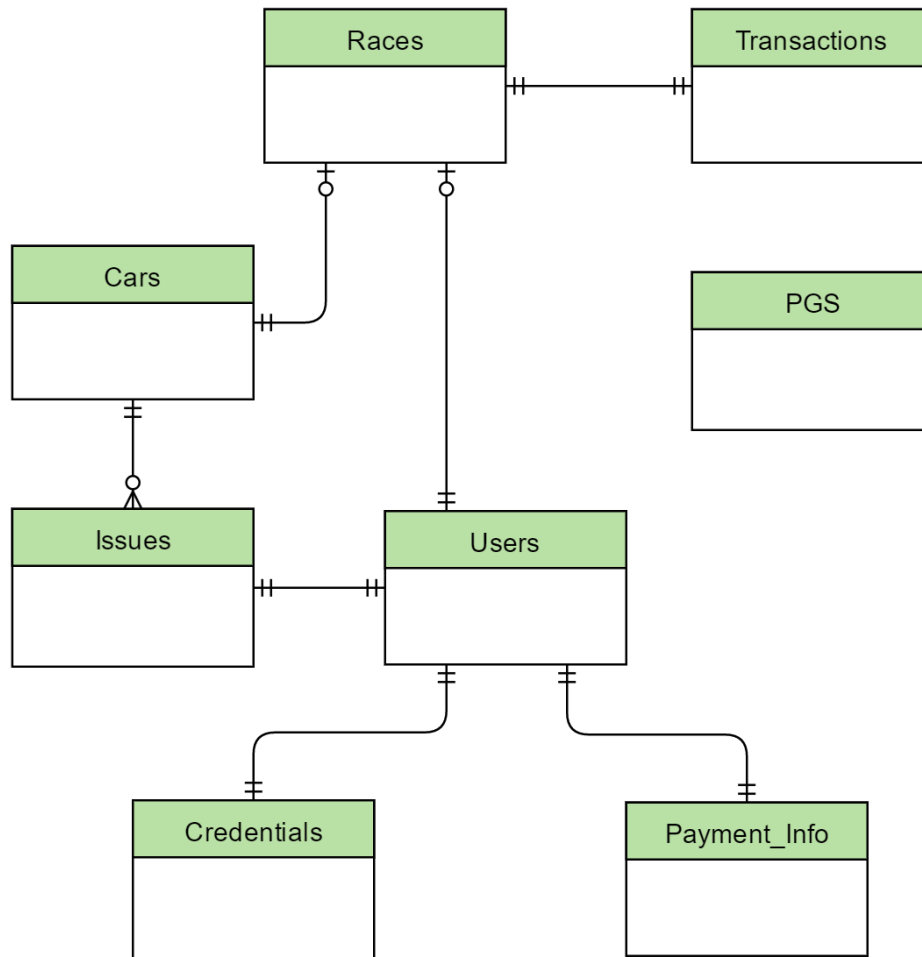 Races
Transactions
Cars
PGS
Issues
Users
Credentials
Payment_Info